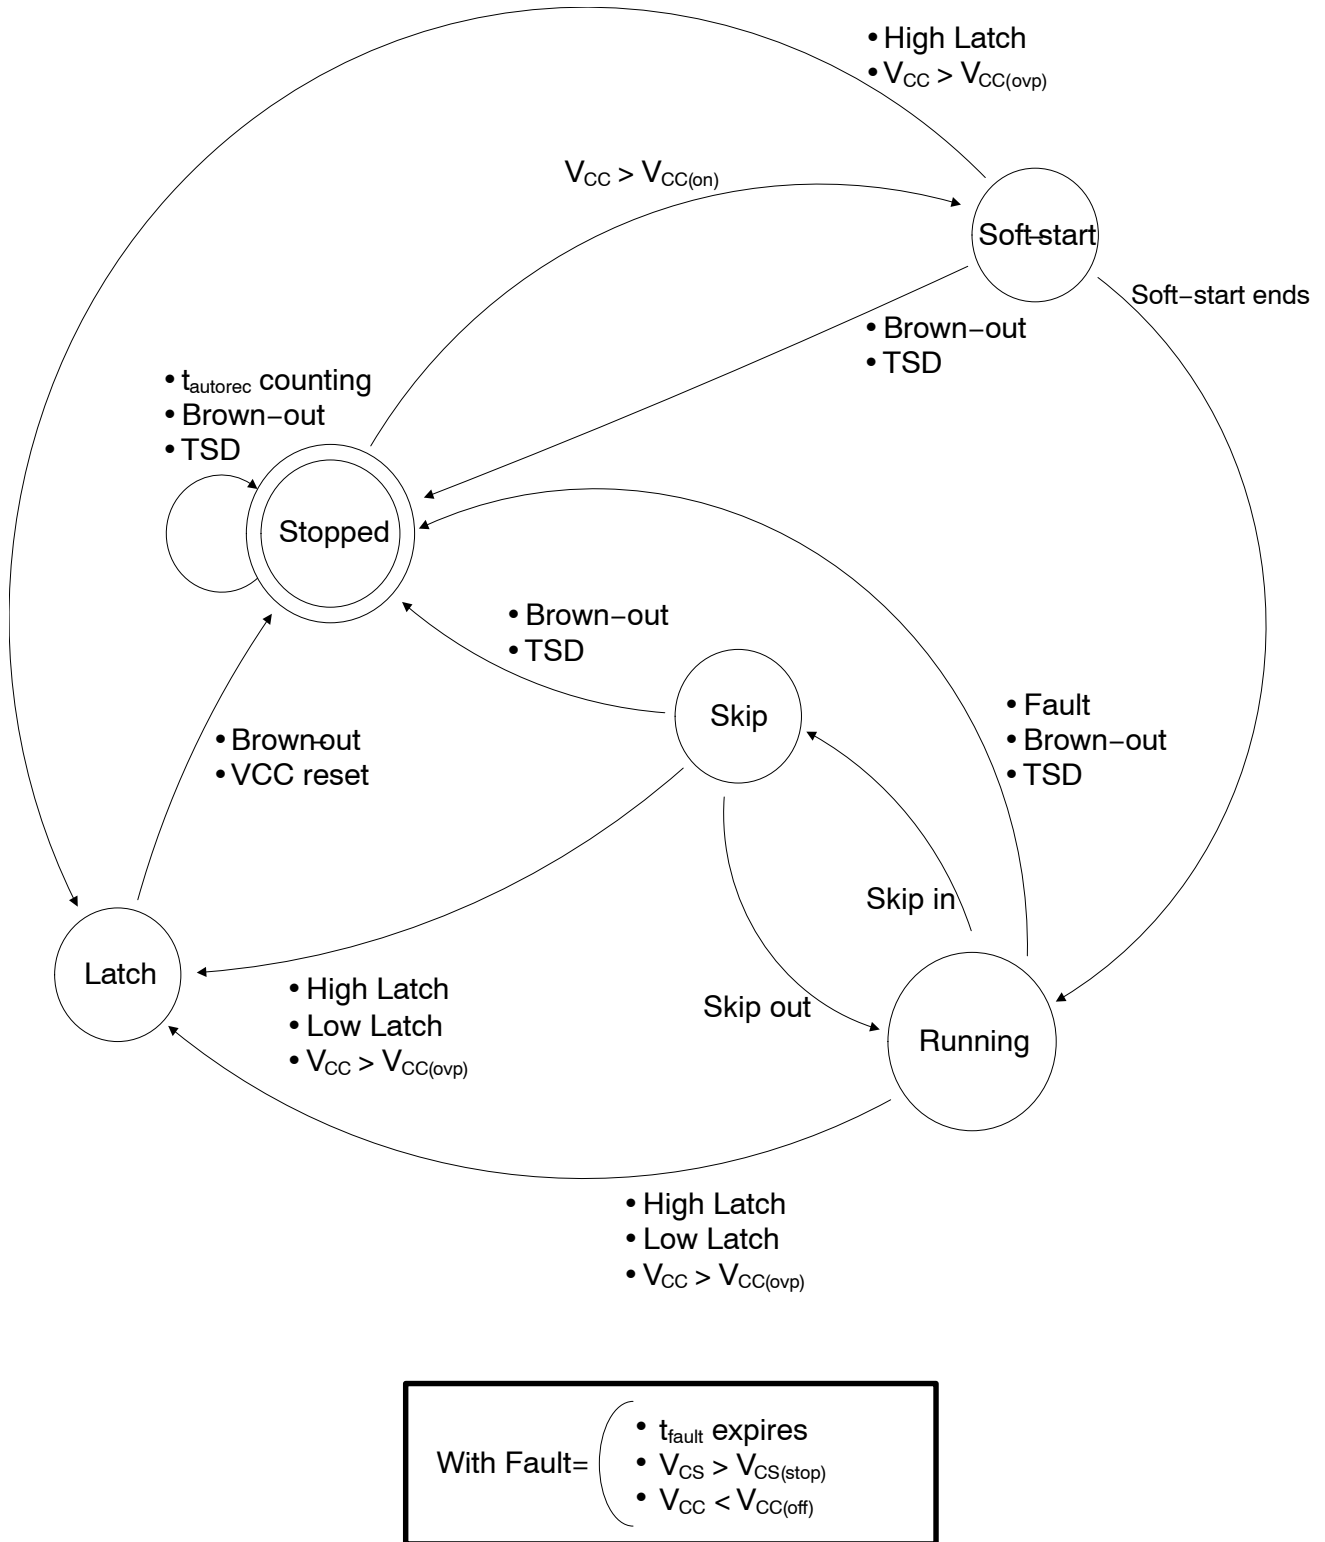 • High Latch
• VCC > VCC(ovp)
VCC > VCC(on)
Soft−start
Soft−start ends
• Brown−out
• TSD
• tautorec counting
• Brown−out
• TSD
Stopped
• Brown−out
• TSD
Skip
• Fault
• Brown−out
• TSD
• Brown−out
• VCC reset
Skip in
Latch
• High Latch
• Low Latch
• VCC > VCC(ovp)
Skip out
Running
• High Latch
• Low Latch
• VCC > VCC(ovp)
With Fault=
• tfault expires
• VCS > VCS(stop)
• VCC < VCC(off)